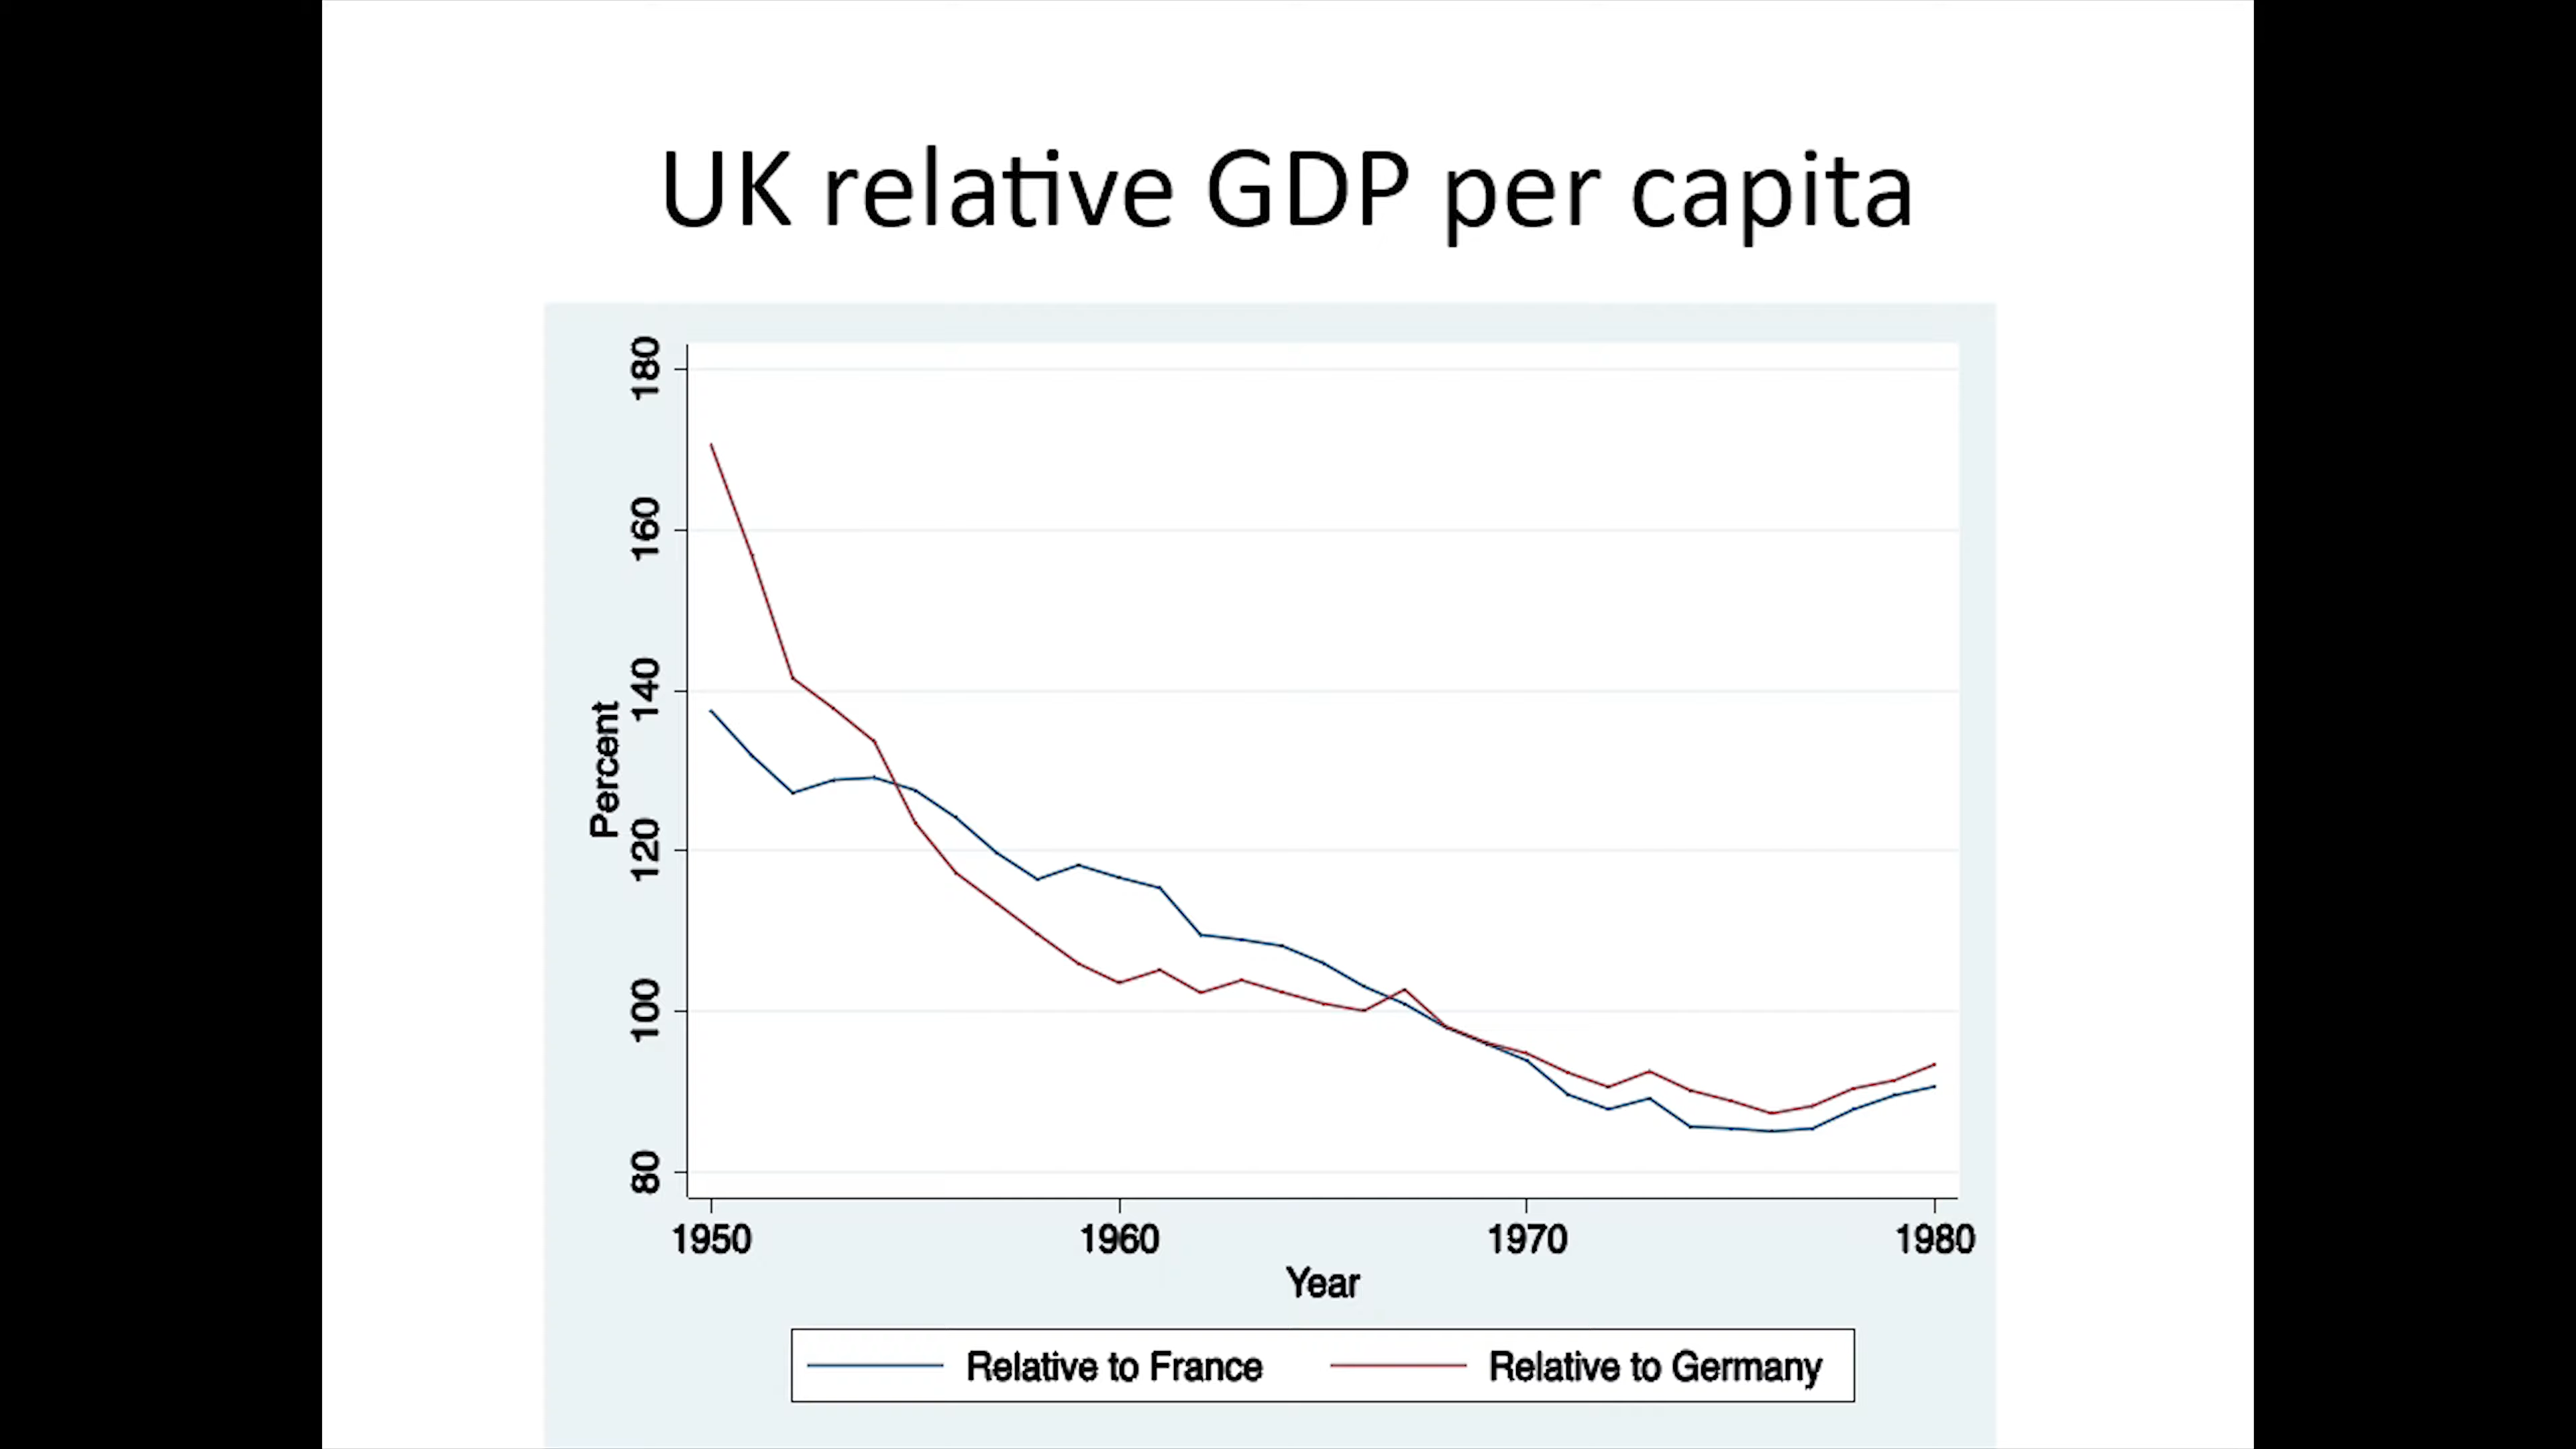 UK relative GDP per capita
180
160
140
120
100
80
Percent
1950 1960 1970 1980
Year
Relative to France Relative to Germany